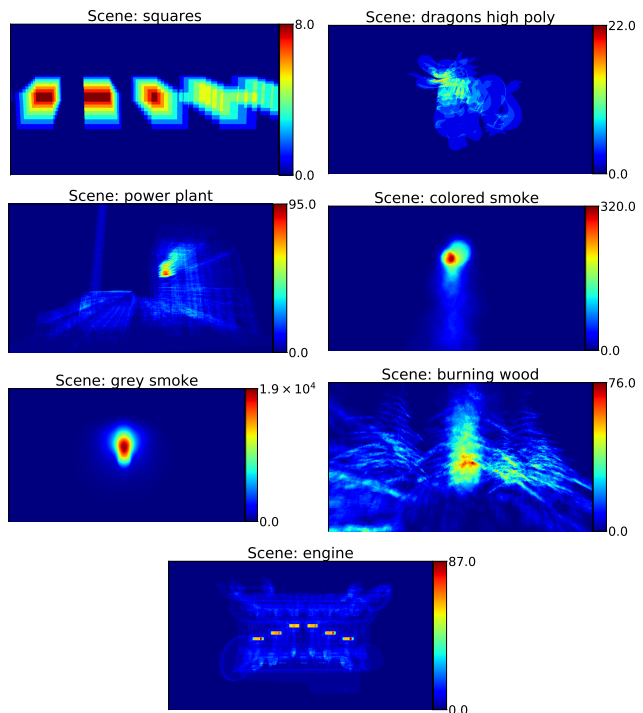 Scene: squares
8.0
0.0
Scene: dragons high poly
22.0
0.0
Scene: power plant
95.0
0.0
Scene: colored smoke
320.0
0.0
Scene: grey smoke
1.9 × 10⁴
0.0
Scene: burning wood
76.0
0.0
Scene: engine
87.0
0.0